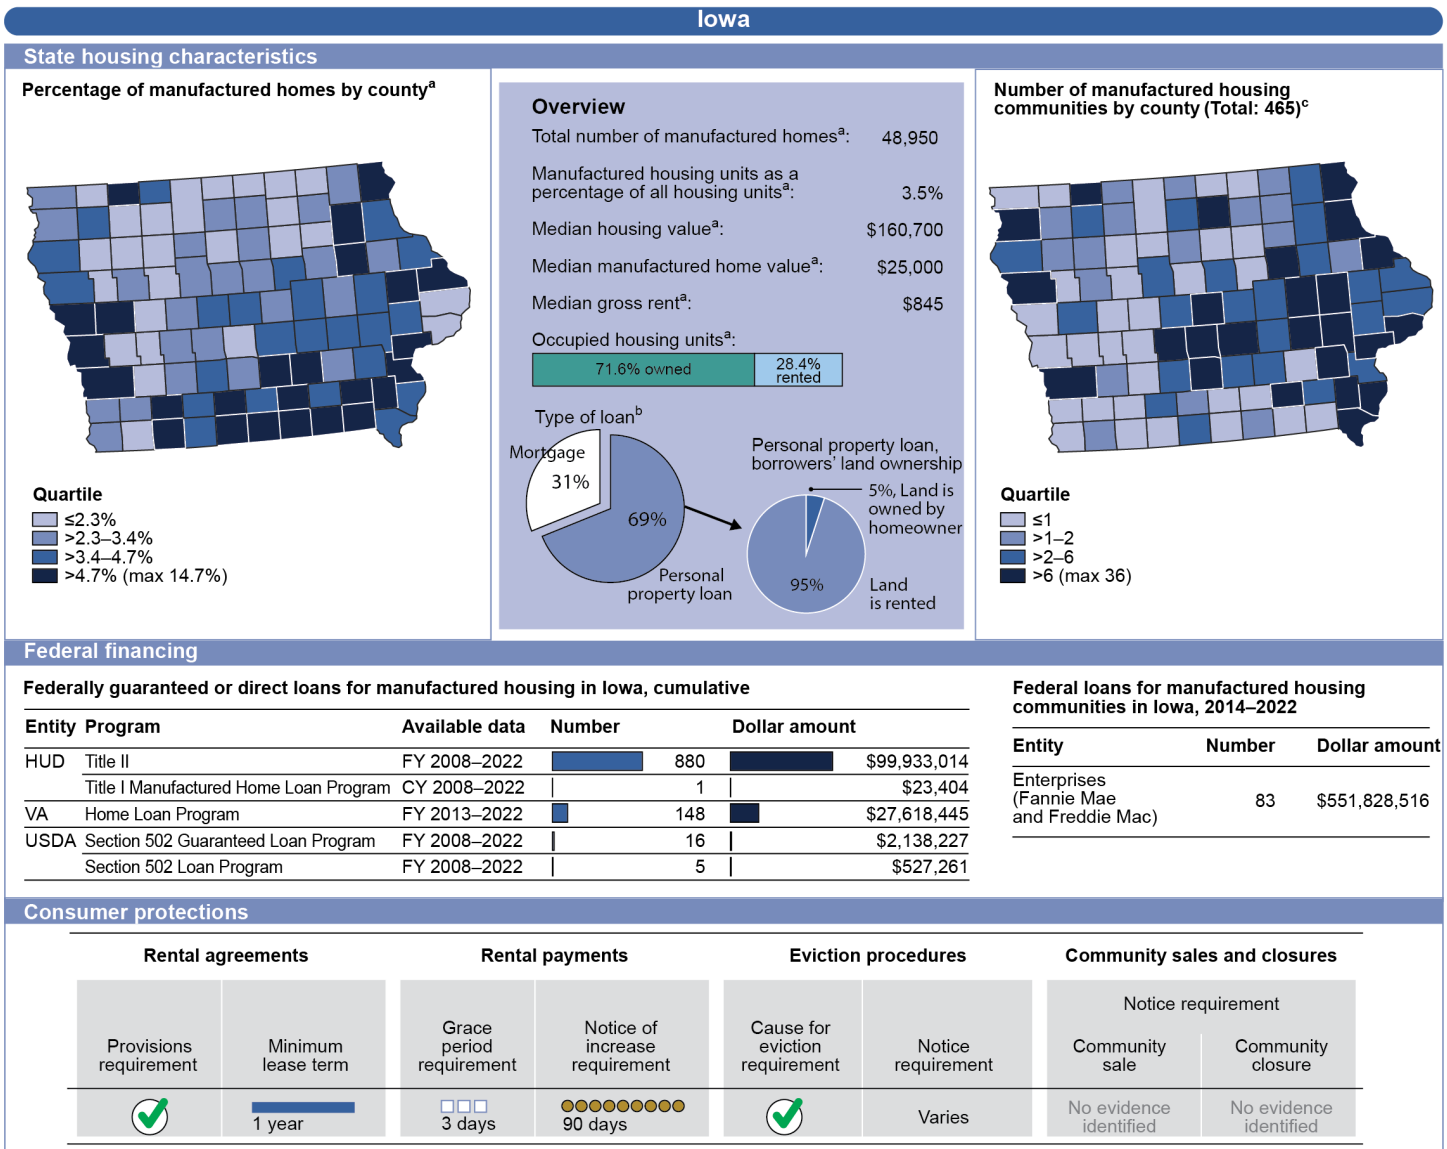 Iowa
State housing characteristics
Percentage of manufactured homes by countyᵃ
Quartile
≤2.3%
>2.3–3.4%
>3.4–4.7%
>4.7% (max 14.7%)
Overview
Total number of manufactured homesᵃ: 48,950
Manufactured housing units as a
percentage of all housing unitsᵃ: 3.5%
Median housing valueᵃ: $160,700
Median manufactured home valueᵃ: $25,000
Median gross rentᵃ: $845
Occupied housing unitsᵃ:
71.6% owned
28.4%
rented
Type of loanᵇ
Mortgage
31%
69%
Personal
property loan
Personal property loan,
borrowers’ land ownership
5%, Land is
owned by
homeowner
95%
Land
is rented
Number of manufactured housing
communities by county (Total: 465)ᶜ
Quartile
≤1
>1–2
>2–6
>6 (max 36)
Federal financing
Federally guaranteed or direct loans for manufactured housing in Iowa, cumulative
Entity Program Available data Number Dollar amount
HUD Title II FY 2008–2022 880 $99,933,014
Title I Manufactured Home Loan Program CY 2008–2022 1 $23,404
VA Home Loan Program FY 2013–2022 148 $27,618,445
USDA Section 502 Guaranteed Loan Program FY 2008–2022 16 $2,138,227
Section 502 Loan Program FY 2008–2022 5 $527,261
Federal loans for manufactured housing
communities in Iowa, 2014–2022
Entity Number Dollar amount
Enterprises
(Fannie Mae
and Freddie Mac) 83 $551,828,516
Consumer protections
Rental agreements
Provisions
requirement
Minimum
lease term
1 year
Rental payments
Grace
period
requirement
3 days
Notice of
increase
requirement
90 days
Eviction procedures
Cause for
eviction
requirement
Notice
requirement
Varies
Community sales and closures
Notice requirement
Community
sale
No evidence
identified
Community
closure
No evidence
identified